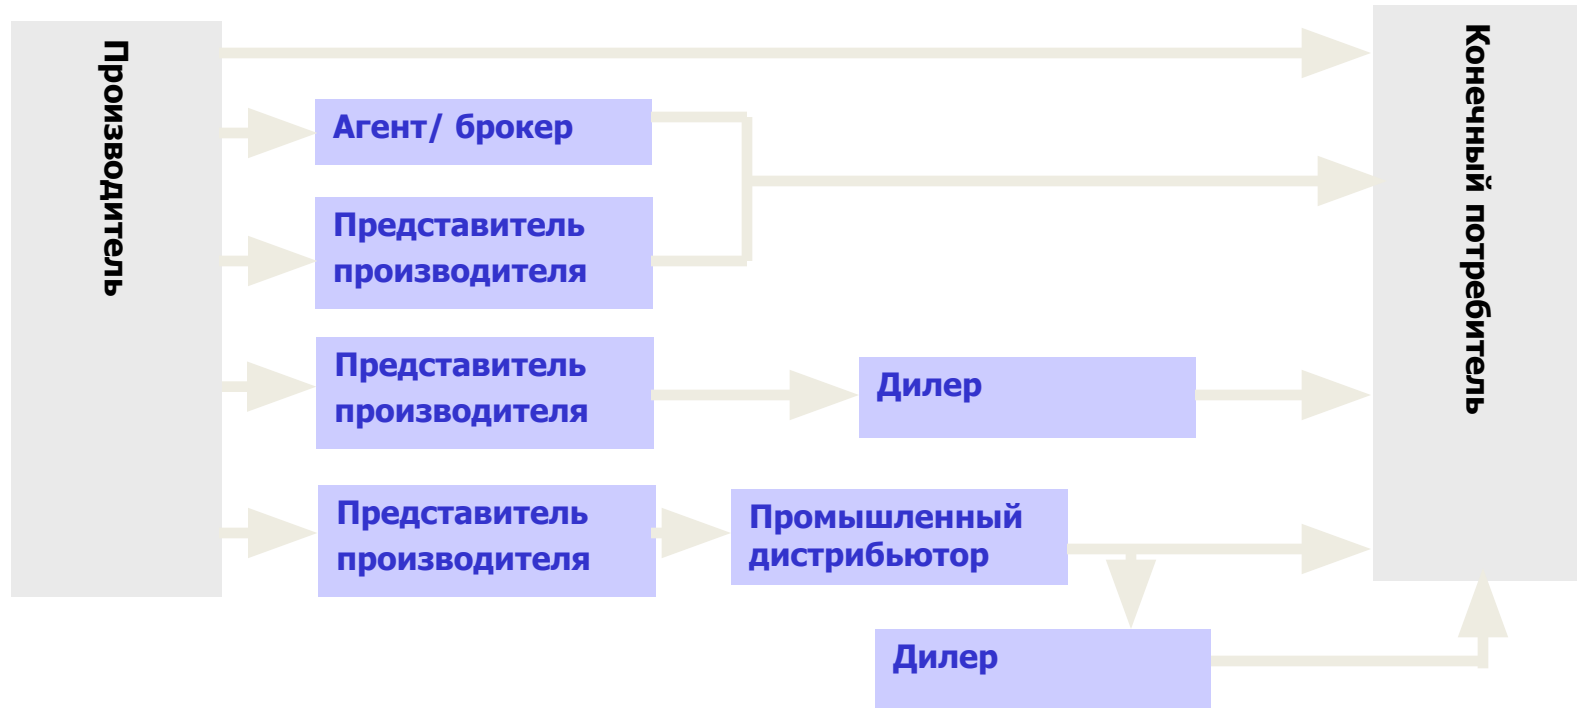 Производитель
Агент/ брокер
Представитель
производителя
Представитель
производителя
Дилер
Представитель
производителя
Промышленный
дистрибьютор
Дилер
Конечный потребитель